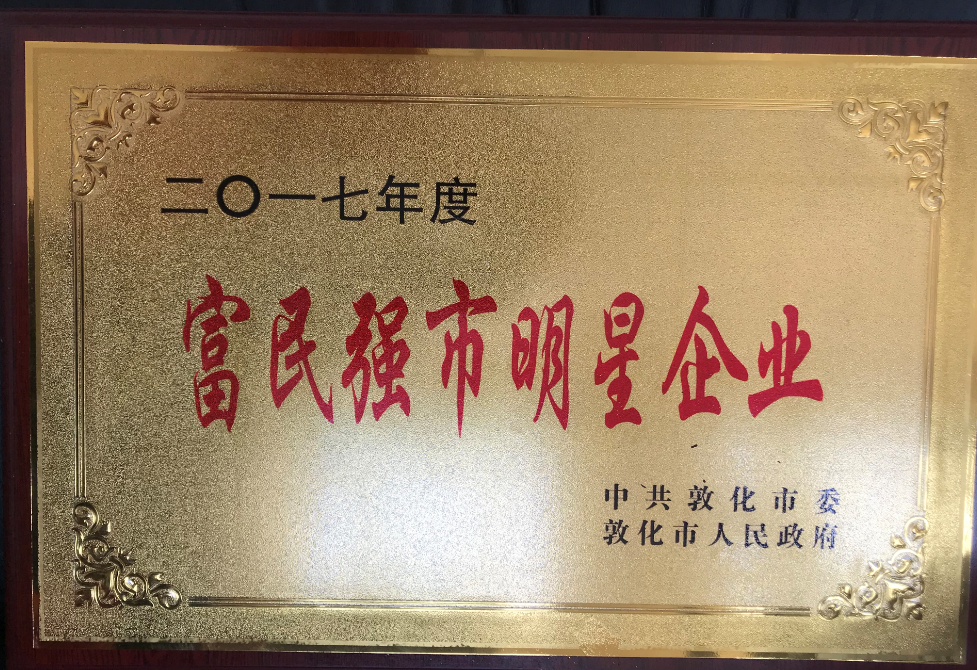 二〇一七年度
富民强市明星企业
中共敦化市委
敦化市人民政府